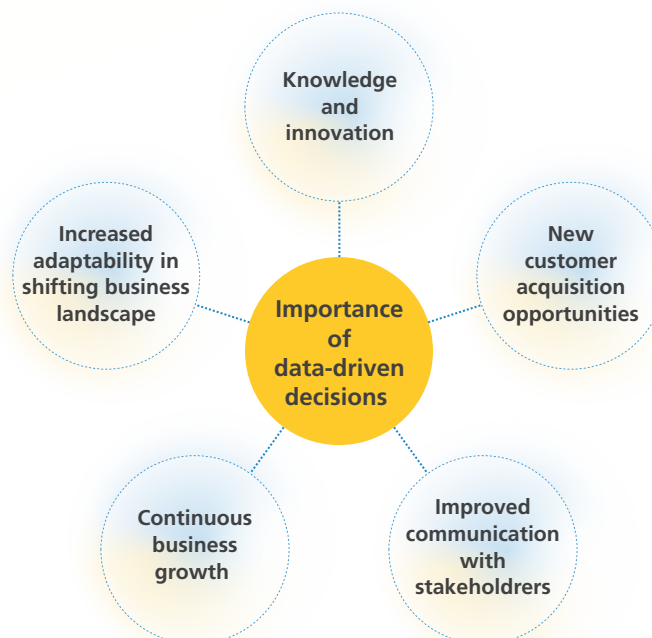 Knowledge
and
innovation
Increased
adaptability in
shifting business
landscape
New
customer
acquisition
opportunities
Importance
of
data-driven
decisions
Continuous
business
growth
Improved
communication
with
stakeholdrers